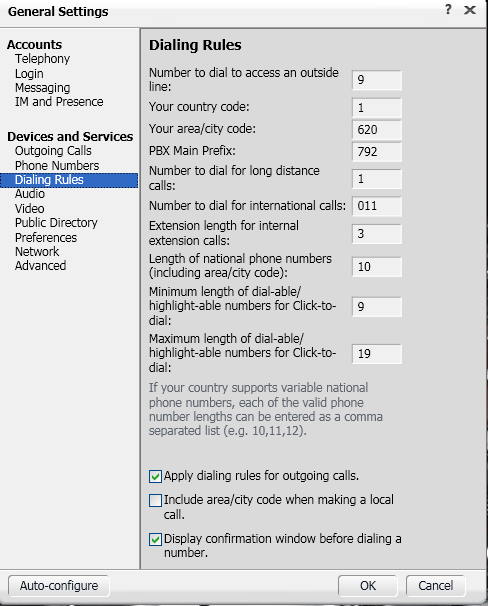 General Settings
? X
Accounts
Telephony
Login
Messaging
IM and Presence
Devices and Services
Outgoing Calls
Phone Numbers
Dialing Rules
Audio
Video
Public Directory
Preferences
Network
Advanced
Dialing Rules
Number to dial to access an outside
line:
9
Your country code:
1
Your area/city code:
620
PBX Main Prefix:
792
Number to dial for long distance
calls:
1
Number to dial for international calls:
011
Extension length for internal
extension calls:
3
Length of national phone numbers
(including area/city code):
10
Minimum length of dial-able/
highlight-able numbers for Click-to-
dial:
9
Maximum length of dial-able/
highlight-able numbers for Click-to-
dial:
19
If your country supports variable national
phone numbers, each of the valid phone
number lengths can be entered as a comma
separated list (e.g. 10,11,12).
Apply dialing rules for outgoing calls.
Include area/city code when making a local
call.
Display confirmation window before dialing a
number.
Auto-configure
OK
Cancel